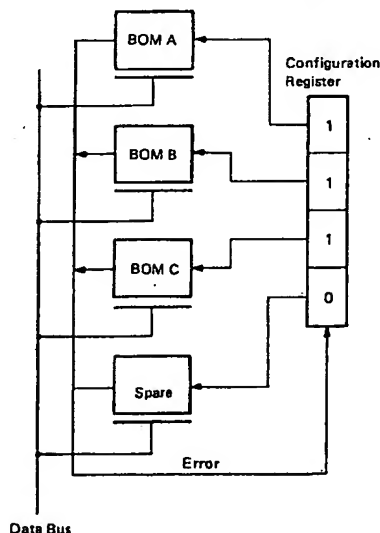 BOM A
Configuration
Register
1
BOM B
1
BOM C
1
0
Spare
Error
Data Bus